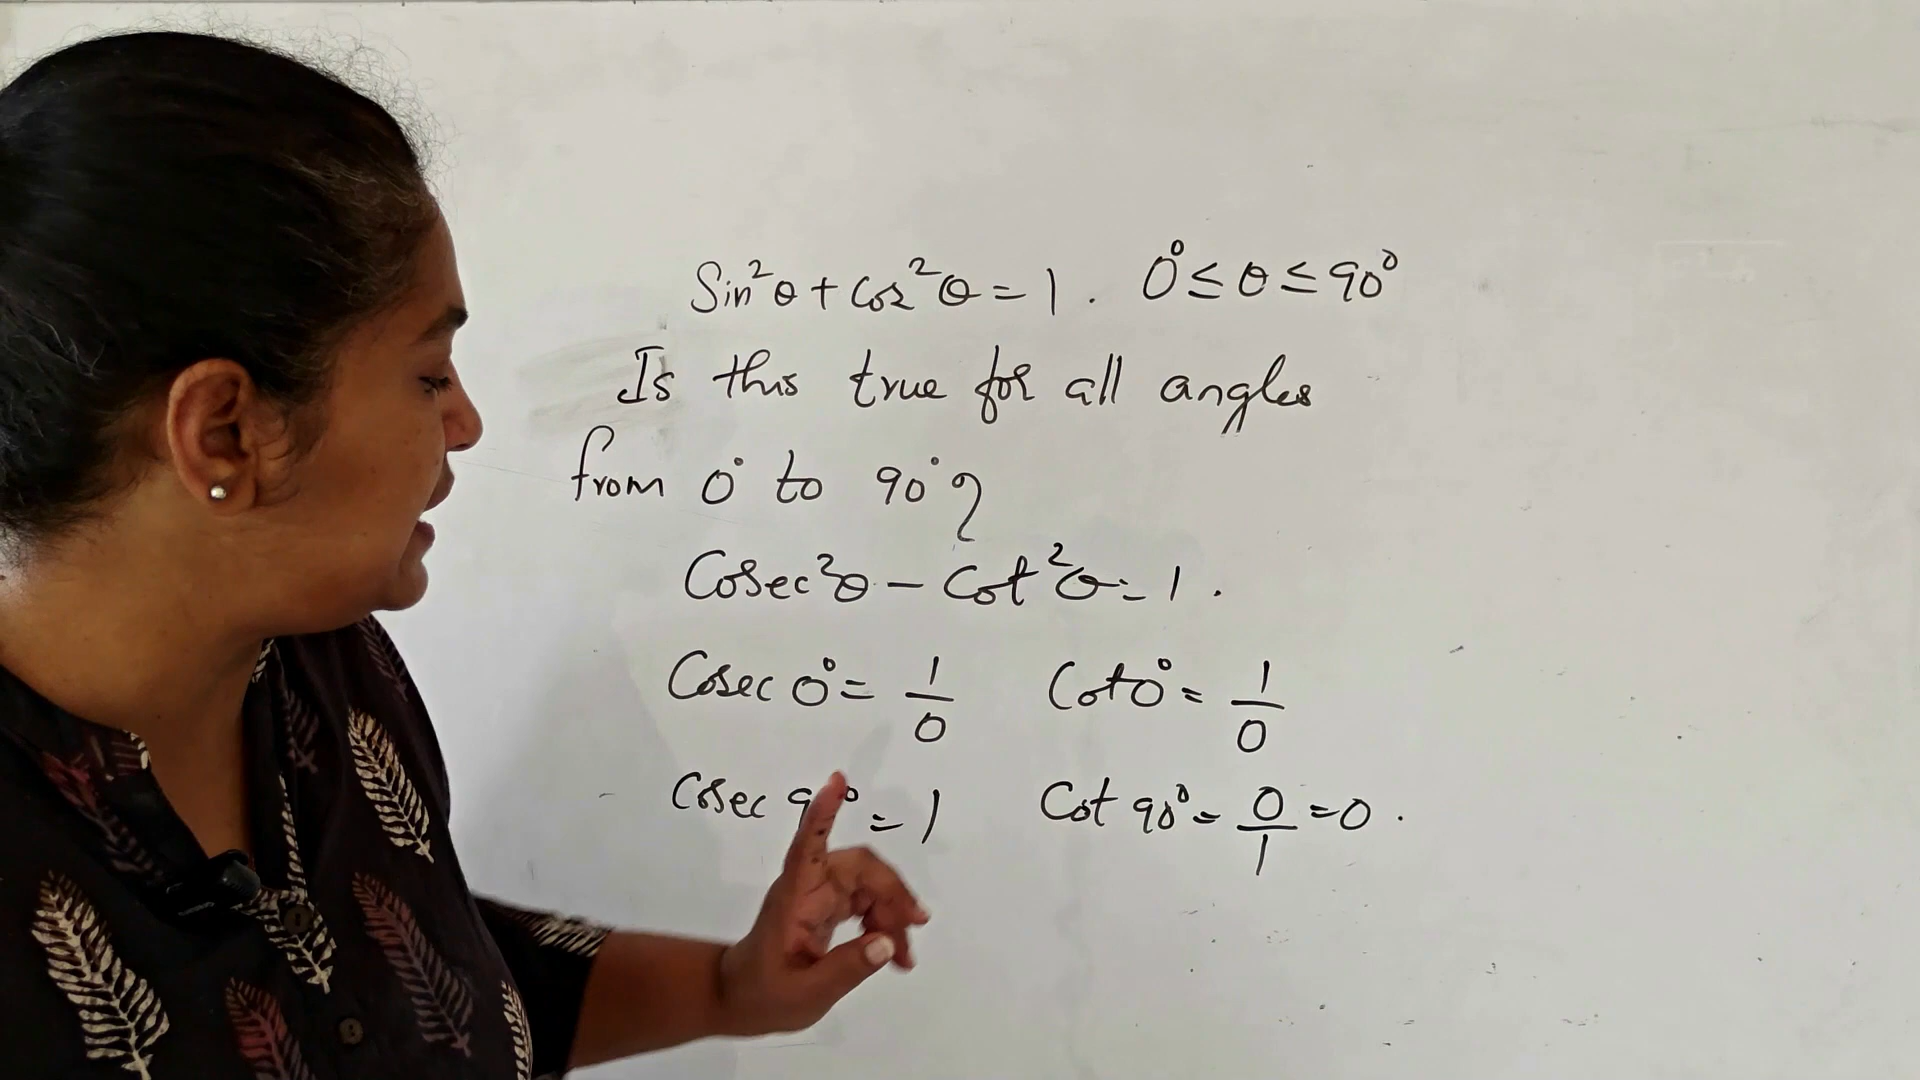 Sin²θ + Cos²θ = 1 . 0° ≤ θ ≤ 90°
Is this true for all angles
from 0° to 90° ?
Cosec²θ - Cot²θ = 1 .
Cosec 0° = 1/0 Cot 0° = 1/0
Cosec 90° = 1 Cot 90° = 0/1 = 0 .